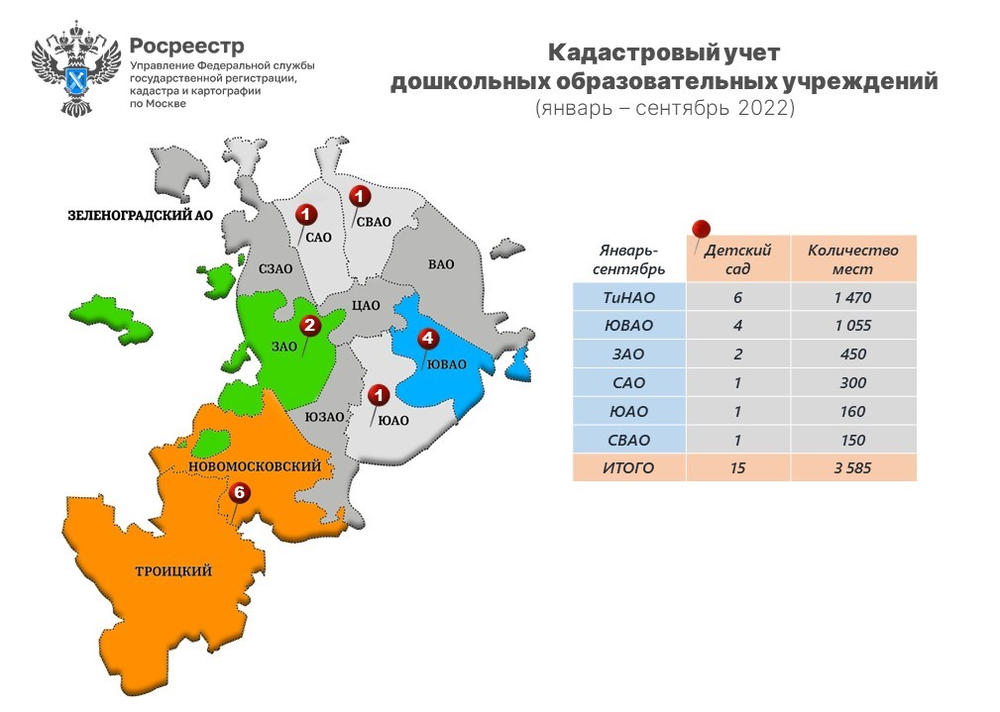 Росреестр
Управление Федеральной службы
государственной регистрации,
кадастра и картографии
по Москве
Кадастровый учет
дошкольных образовательных учреждений
(январь – сентябрь 2022)
ЗЕЛЕНОГРАДСКИЙ АО
1
САО
1
СВАО
СЗАО
ВАО
ЦАО
2
ЗАО
4
ЮВАО
1
ЮЗАО
ЮАО
НОВОМОСКОВСКИЙ
6
ТРОИЦКИЙ
Январь-
сентябрь
Детский
сад
Количество
мест
ТиНАО 6 1 470
ЮВАО 4 1 055
ЗАО 2 450
САО 1 300
ЮАО 1 160
СВАО 1 150
ИТОГО 15 3 585